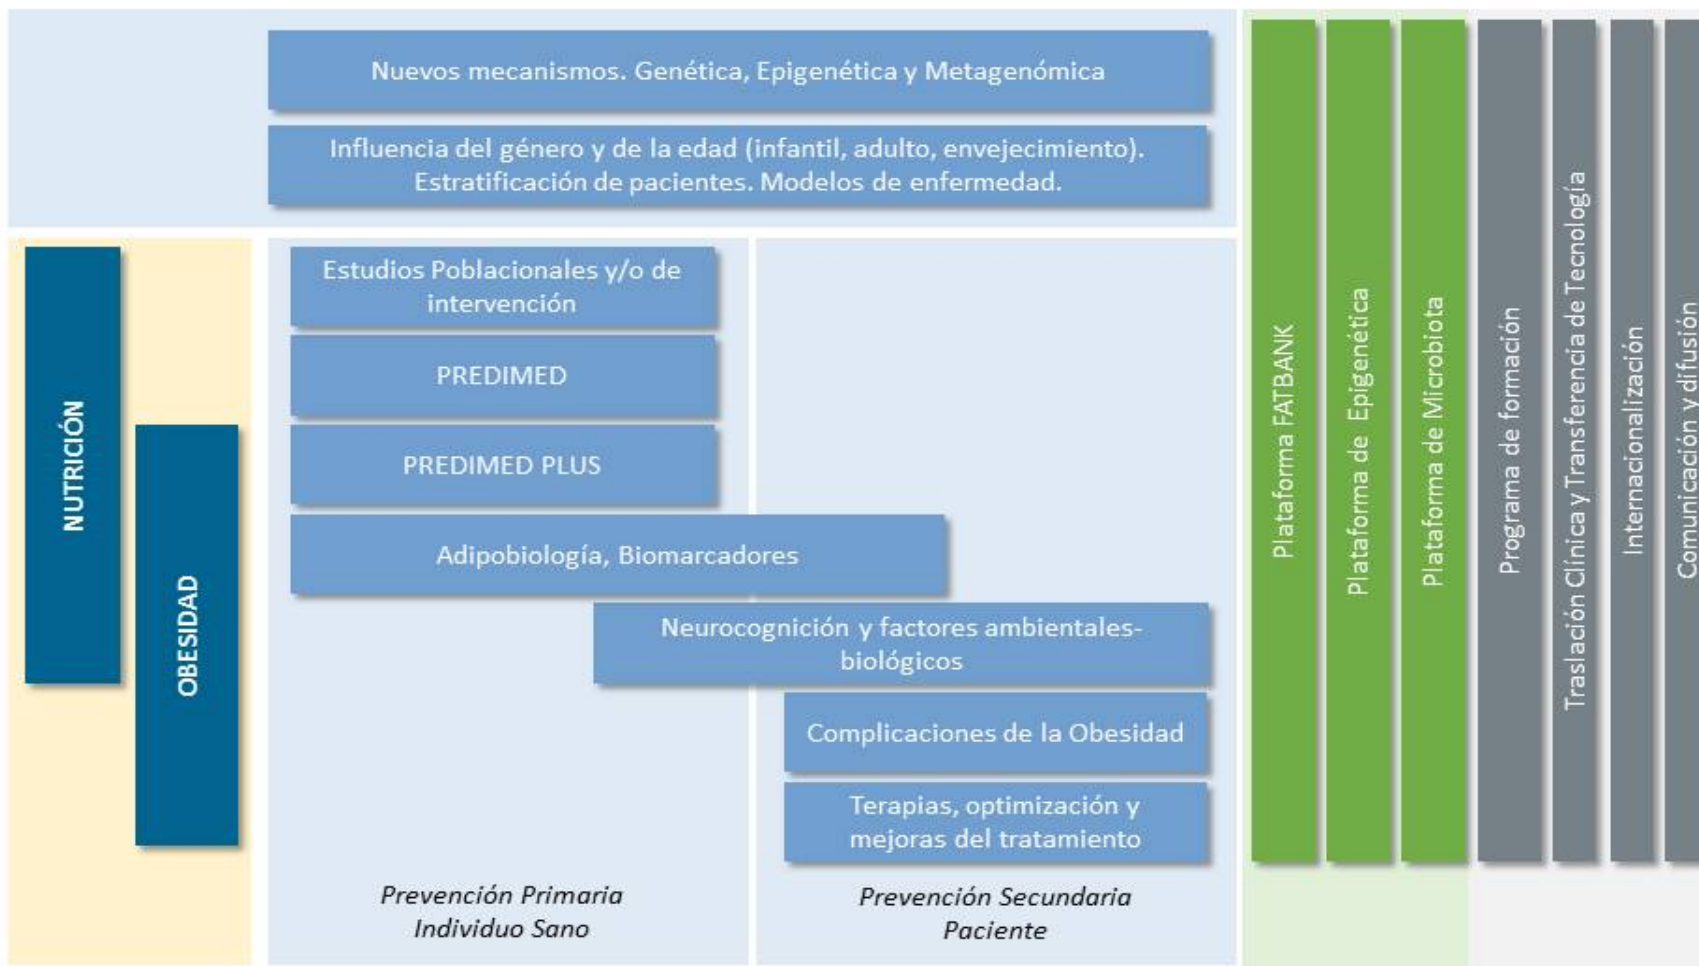 Nuevos mecanismos. Genética, Epigenética y Metagenómica
Influencia del género y de la edad (infantil, adulto, envejecimiento).
Estratificación de pacientes. Modelos de enfermedad.
NUTRICIÓN
OBESIDAD
Estudios Poblacionales y/o de
intervención
PREDIMED
PREDIMED PLUS
Adipobiología, Biomarcadores
Neurocognición y factores ambientales-
biológicos
Complicaciones de la Obesidad
Terapias, optimización y
mejoras del tratamiento
Prevención Primaria
Individuo Sano
Prevención Secundaria
Paciente
Plataforma FATBANK
Plataforma de Epigenética
Plataforma de Microbiota
Programa de formación
Traslación Clínica y Transferencia de Tecnología
Internacionalización
Comunicación y difusión